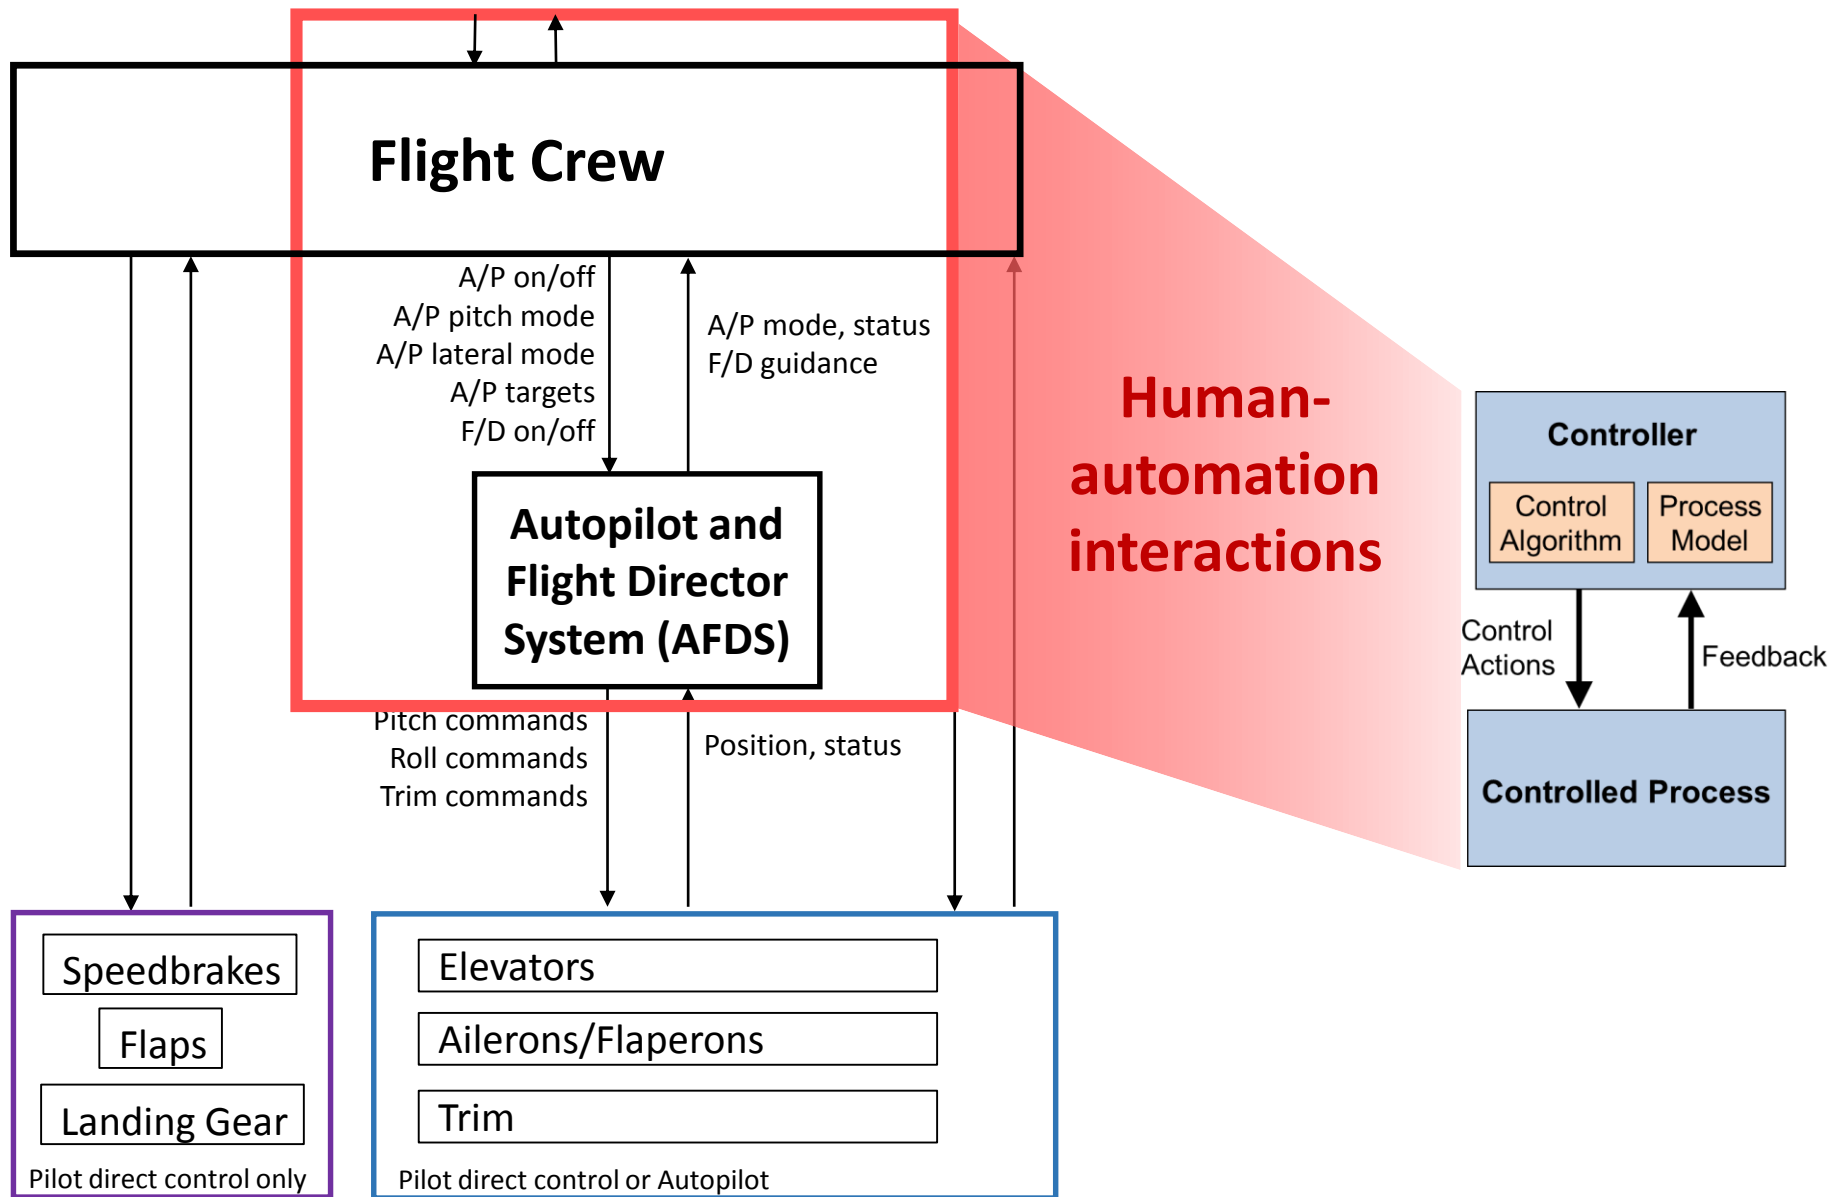 Flight Crew
A/P on/off
A/P pitch mode
A/P lateral mode
A/P targets
F/D on/off
A/P mode, status
F/D guidance
Autopilot and
Flight Director
System (AFDS)
Pitch commands
Roll commands
Trim commands
Position, status
Speedbrakes
Flaps
Landing Gear
Pilot direct control only
Elevators
Ailerons/Flaperons
Trim
Pilot direct control or Autopilot
Human-
automation
interactions
Controller
Control
Algorithm
Process
Model
Control
Actions
Feedback
Controlled Process